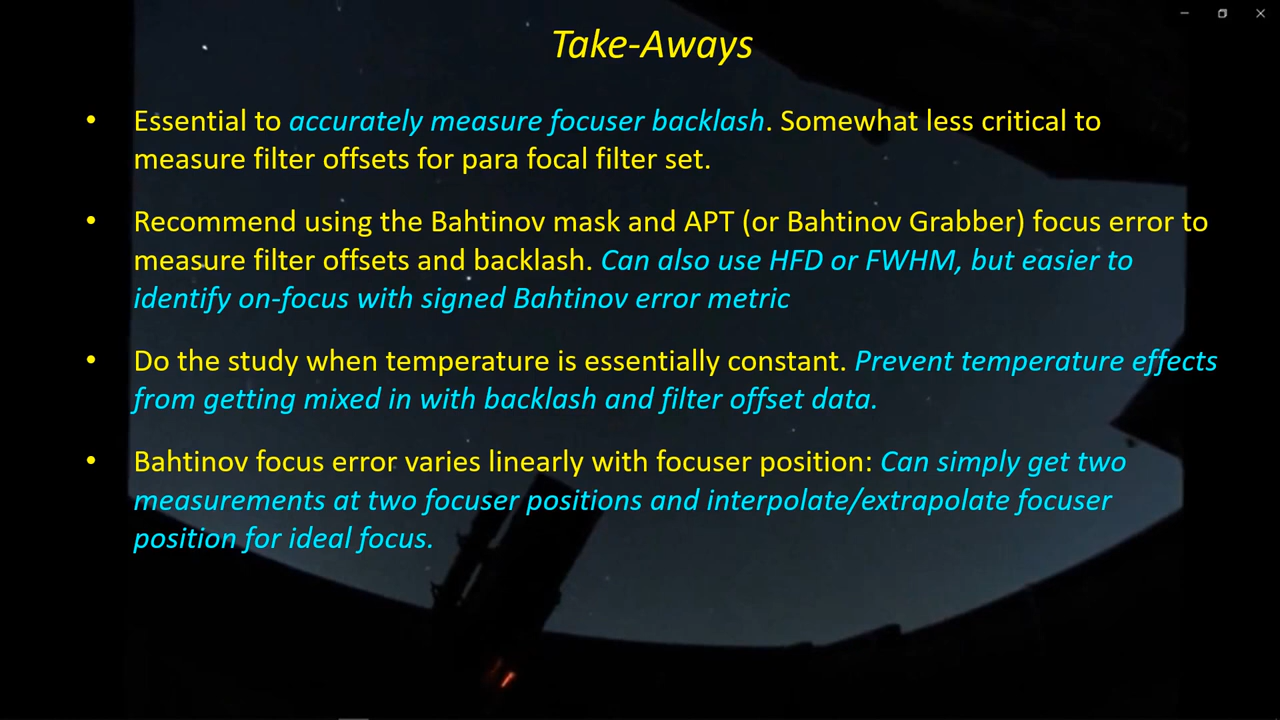 Take-Aways
• Essential to accurately measure focuser backlash. Somewhat less critical to
measure filter offsets for para focal filter set.
• Recommend using the Bahtinov mask and APT (or Bahtinov Grabber) focus error to
measure filter offsets and backlash. Can also use HFD or FWHM, but easier to
identify on-focus with signed Bahtinov error metric
• Do the study when temperature is essentially constant. Prevent temperature effects
from getting mixed in with backlash and filter offset data.
• Bahtinov focus error varies linearly with focuser position: Can simply get two
measurements at two focuser positions and interpolate/extrapolate focuser
position for ideal focus.